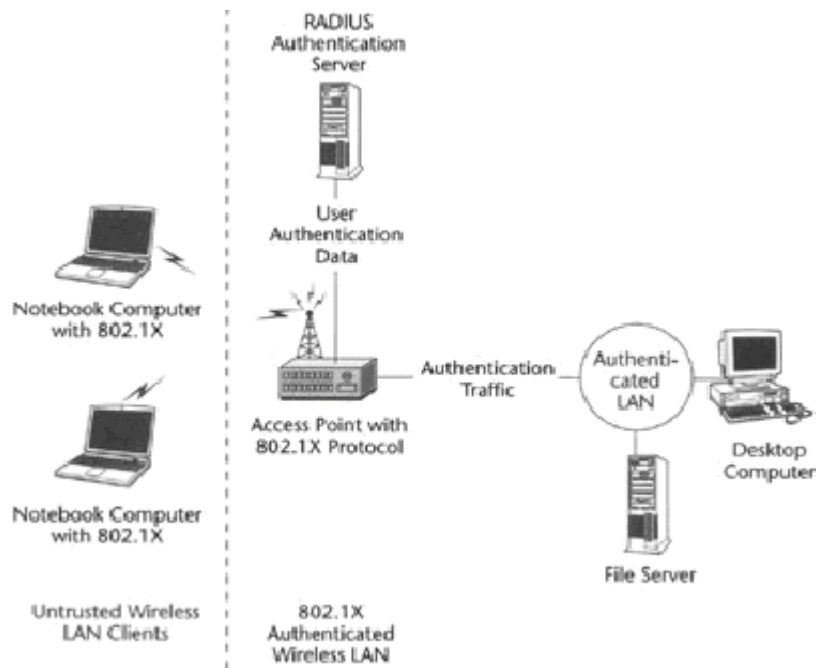 RADIUS
Authentication
Server
User
Authentication
Data
Notebook Computer
with 802.1X
Notebook Computer
with 802.1X
Access Point with
802.1X Protocol
Authentication
Traffic
Authenti-
cated
LAN
Desktop
Computer
File Server
Untrusted Wireless
LAN Clients
802.1X
Authenticated
Wireless LAN